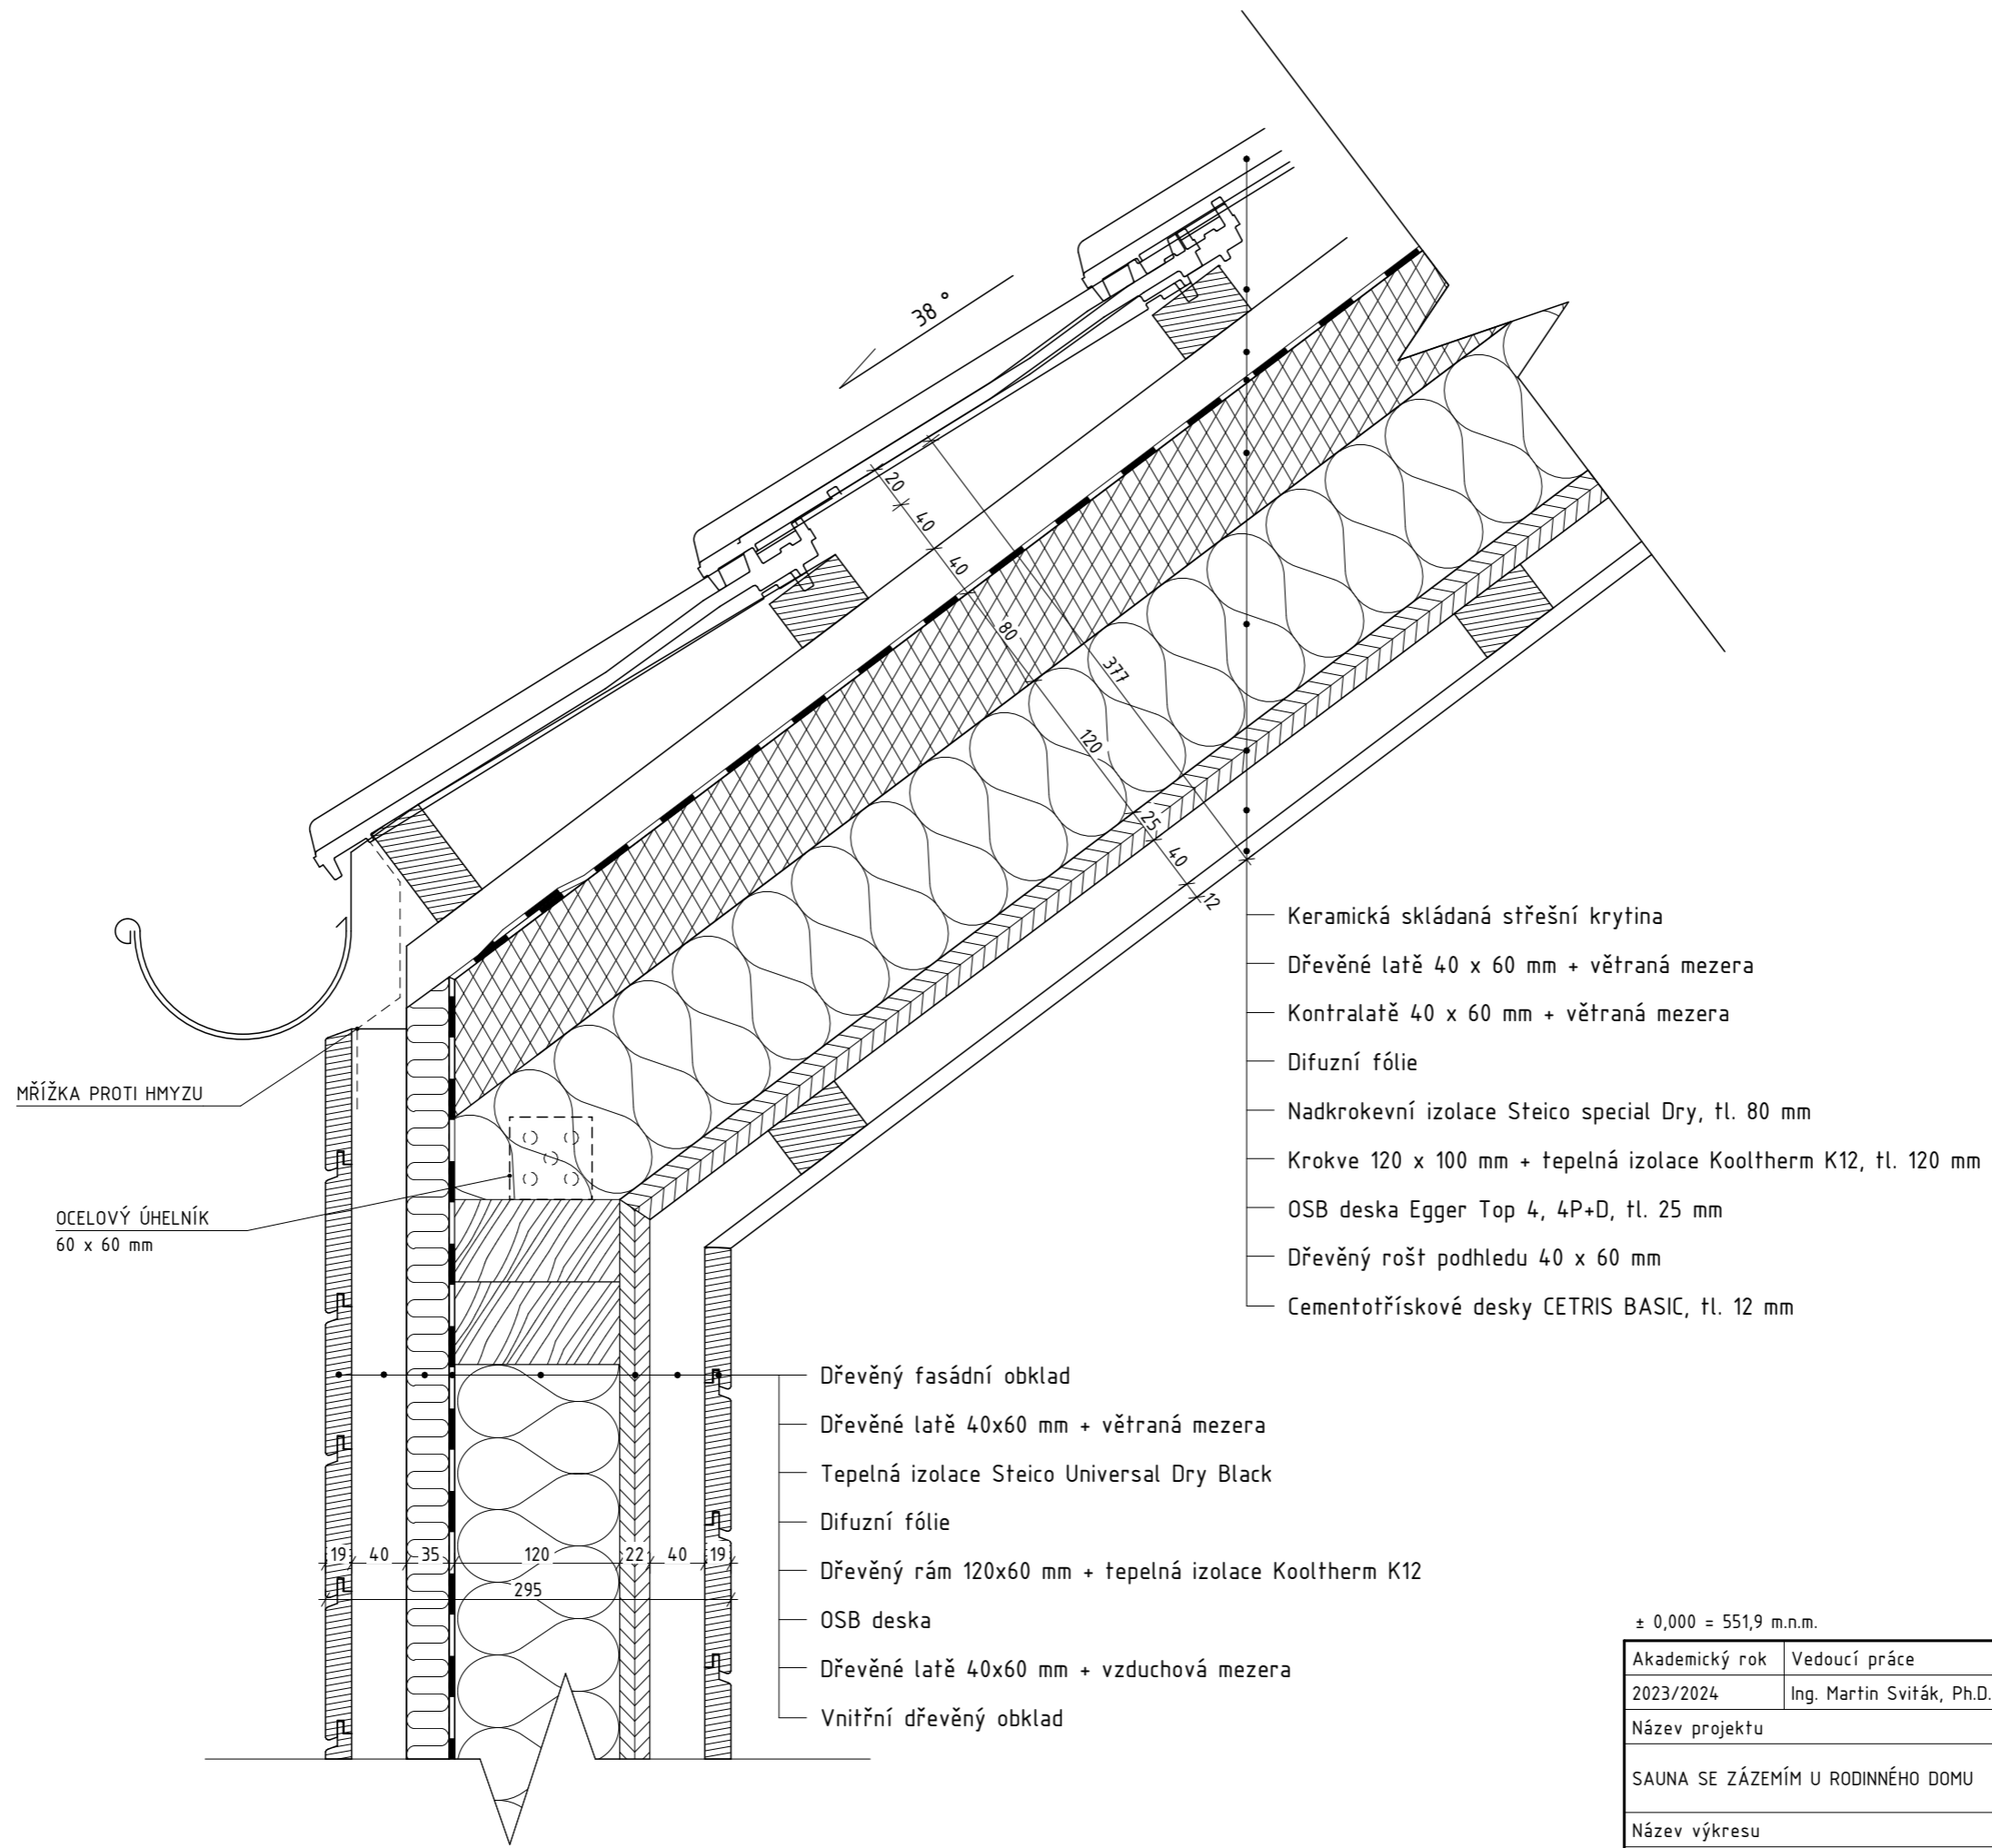 38 °
20
40
40
80
377
120
25
40
12
Keramická skládaná střešní krytina
Dřevěné latě 40 x 60 mm + větraná mezera
Kontralatě 40 x 60 mm + větraná mezera
Difuzní fólie
Nadkrokevní izolace Steico special Dry, tl. 80 mm
Krokve 120 x 100 mm + tepelná izolace Kooltherm K12, tl. 120 mm
OSB deska Egger Top 4, 4P+D, tl. 25 mm
Dřevěný rošt podhledu 40 x 60 mm
Cementotřískové desky CETRIS BASIC, tl. 12 mm
MŘÍŽKA PROTI HMYZU
OCELOVÝ ÚHELNÍK
60 x 60 mm
Dřevěný fasádní obklad
Dřevěné latě 40x60 mm + větraná mezera
Tepelná izolace Steico Universal Dry Black
Difuzní fólie
Dřevěný rám 120x60 mm + tepelná izolace Kooltherm K12
OSB deska
Dřevěné latě 40x60 mm + vzduchová mezera
Vnitřní dřevěný obklad
19 40 35 120 22 40 19
295
± 0,000 = 551,9 m.n.m.
Akademický rok Vedoucí práce
2023/2024 Ing. Martin Sviták, Ph.D.
Název projektu
SAUNA SE ZÁZEMÍM U RODINNÉHO DOMU
Název výkresu